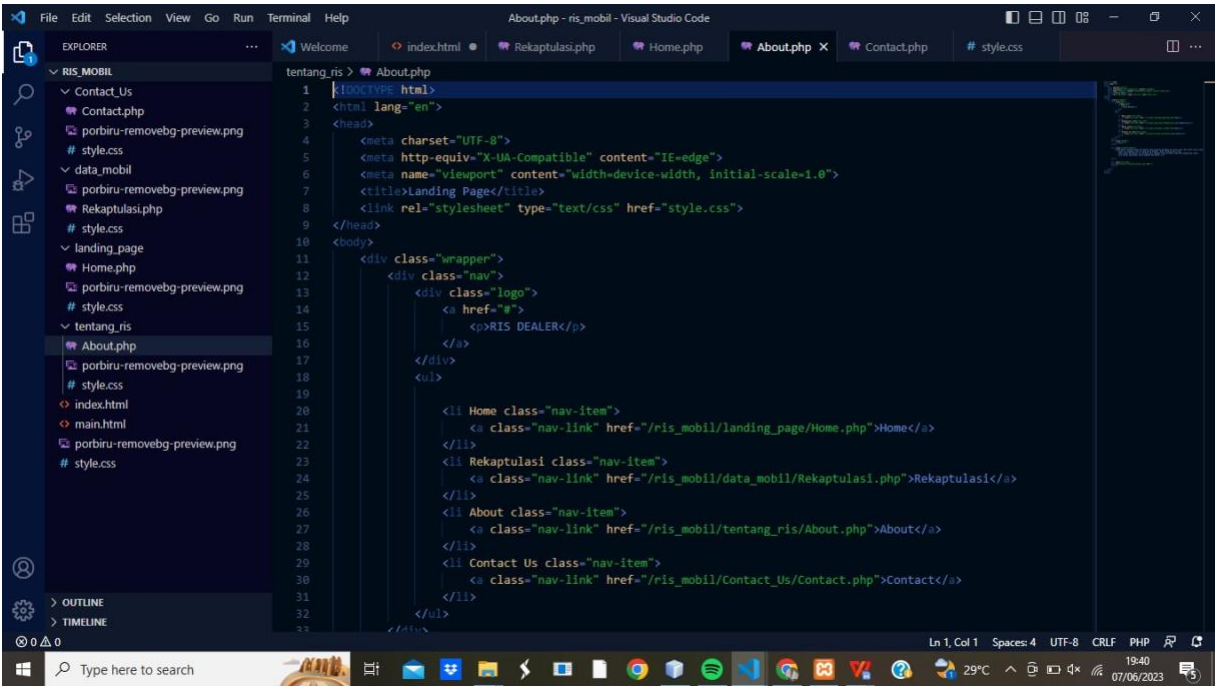 File Edit Selection View Go Run Terminal Help
About.php - ris_mobil - Visual Studio Code
EXPLORER
RIS_MOBIL
Contact_Us
Contact.php
porbiru-removebg-preview.png
# style.css
data_mobil
porbiru-removebg-preview.png
Rekaptulasi.php
# style.css
landing_page
Home.php
porbiru-removebg-preview.png
# style.css
tentang_ris
About.php
porbiru-removebg-preview.png
# style.css
<> index.html
<> main.html
porbiru-removebg-preview.png
# style.css
> OUTLINE
> TIMELINE
1
Welcome <> index.html Rekaptulasi.php Home.php About.php Contact.php # style.css
tentang_ris > About.php
1 <!DOCTYPE html>
2 <html lang="en">
3 <head>
4 <meta charset="UTF-8">
5 <meta http-equiv="X-UA-Compatible" content="IE=edge">
6 <meta name="viewport" content="width=device-width, initial-scale=1.0">
7 <title>Landing Page</title>
8 <link rel="stylesheet" type="text/css" href="style.css">
9 </head>
10 <body>
11 <div class="wrapper">
12 <div class="nav">
13 <div class="logo">
14 <a href="#">
15 <p>RIS DEALER</p>
16 </a>
17 </div>
18 <ul>
19
20 <li Home class="nav-item">
21 <a class="nav-link" href="/ris_mobil/landing_page/Home.php">Home</a>
22 </li>
23 <li Rekaptulasi class="nav-item">
24 <a class="nav-link" href="/ris_mobil/data_mobil/Rekaptulasi.php">Rekaptulasi</a>
25 </li>
26 <li About class="nav-item">
27 <a class="nav-link" href="/ris_mobil/tentang_ris/About.php">About</a>
28 </li>
29 <li Contact Us class="nav-item">
30 <a class="nav-link" href="/ris_mobil/Contact_Us/Contact.php">Contact</a>
31 </li>
32 </ul>
33 </div>
0 0
Ln 1, Col 1 Spaces: 4 UTF-8 CRLF PHP
Type here to search
29°C
19:40
07/06/2023
5